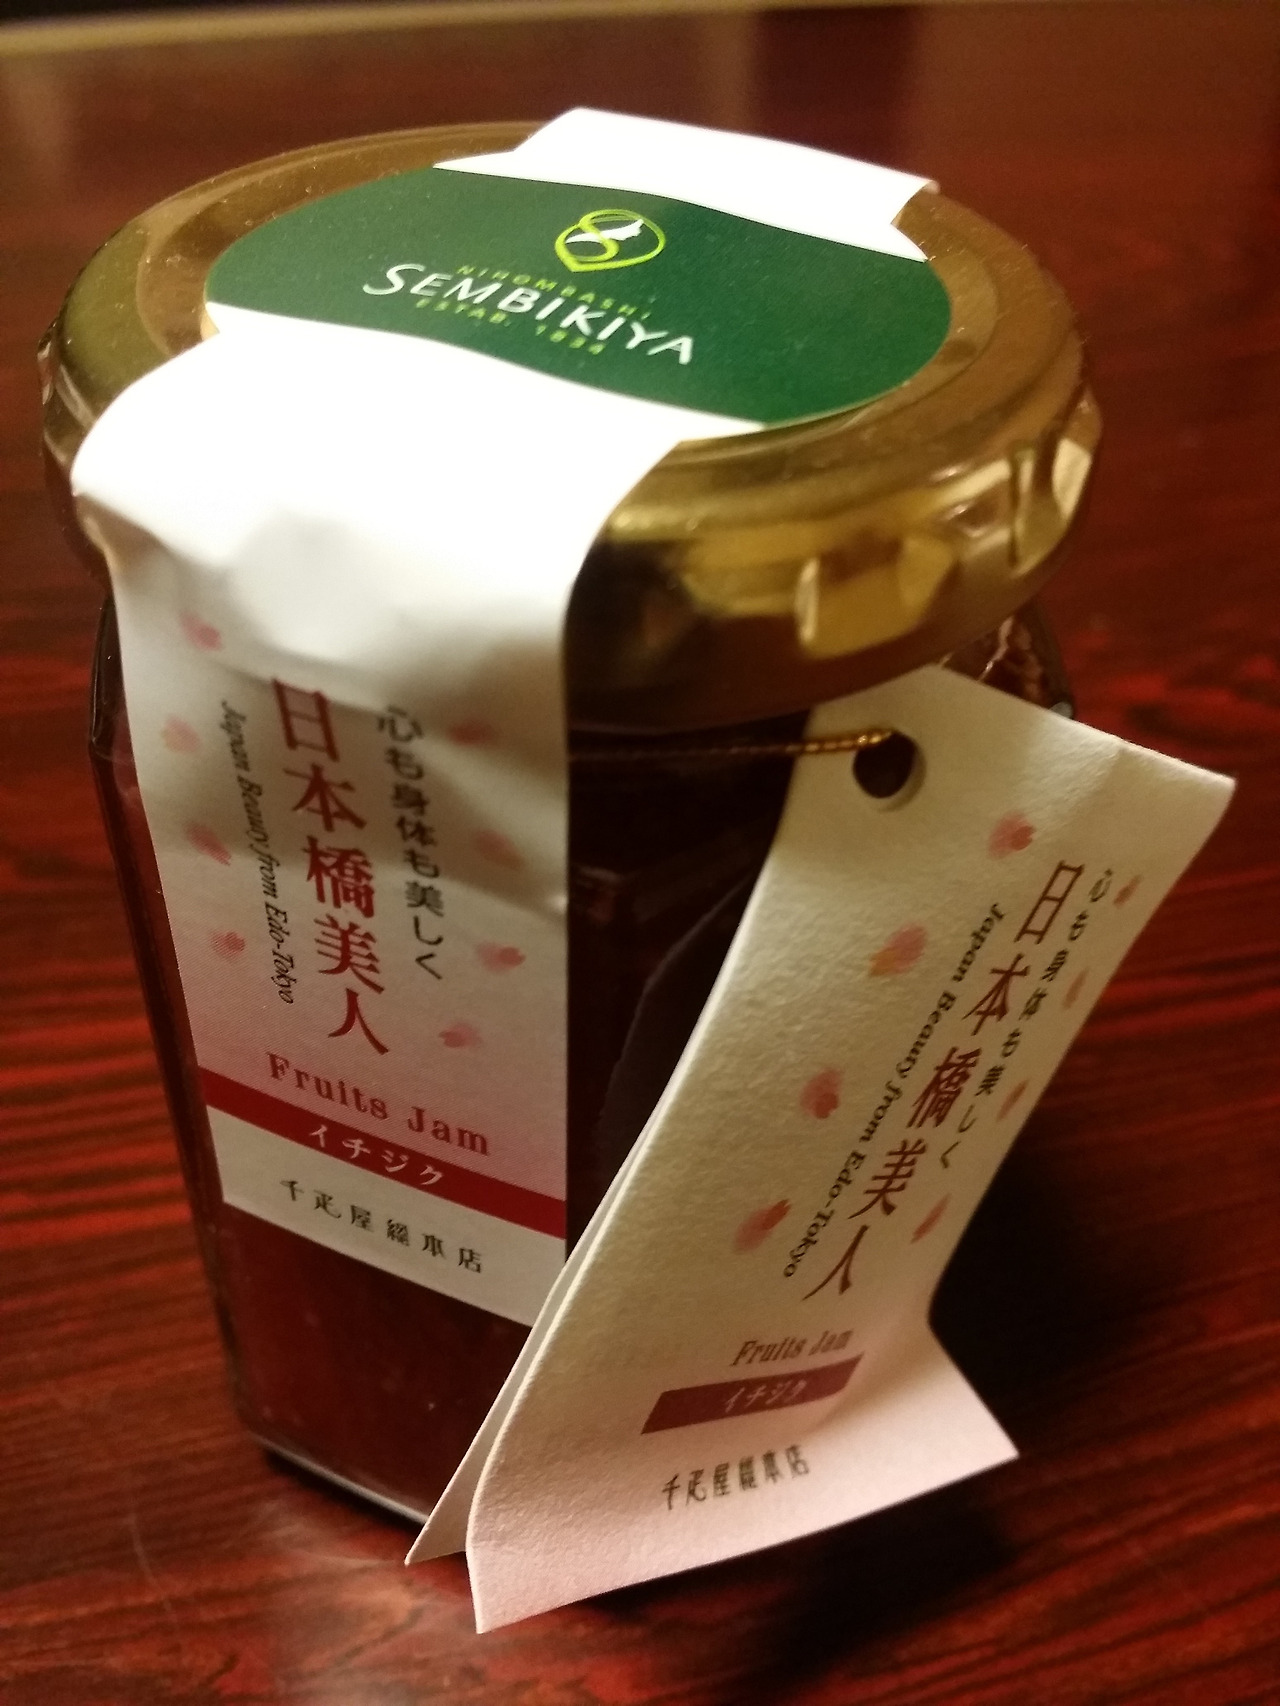 NIHOMBASHI
SEMBIKIYA
ESTAB. 1834
心も身体も美しく
日本橋美人
Japan Beauty from Edo-Tokyo
Fruits Jam
イチジク
千疋屋總本店
心も身体も美しく
日本橋美人
Japan Beauty from Edo-Tokyo
Fruits Jam
イチジク
千疋屋總本店